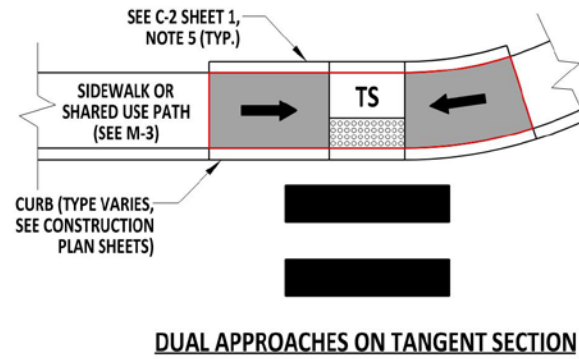 SEE C-2 SHEET 1,
NOTE 5 (TYP.)
SIDEWALK OR
SHARED USE PATH
(SEE M-3)
TS
CURB (TYPE VARIES,
SEE CONSTRUCTION
PLAN SHEETS)
DUAL APPROACHES ON TANGENT SECTION